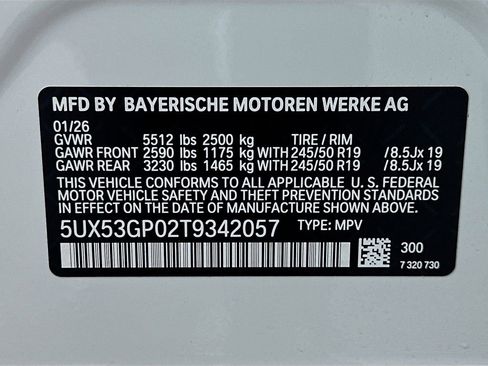 MFD BY BAYERISCHE MOTOREN WERKE AG
01/26
GVWR 5512 lbs 2500 kg TIRE / RIM
GAWR FRONT 2590 lbs 1175 kg WITH 245/50 R19 /8.5Jx 19
GAWR REAR 3230 lbs 1465 kg WITH 245/50 R19 /8.5Jx 19
THIS VEHICLE CONFORMS TO ALL APPLICABLE U. S. FEDERAL
MOTOR VEHICLE SAFETY AND THEFT PREVENTION STANDARDS
IN EFFECT ON THE DATE OF MANUFACTURE SHOWN ABOVE.
5UX53GP02T9342057 TYPE: MPV
300
7 320 730